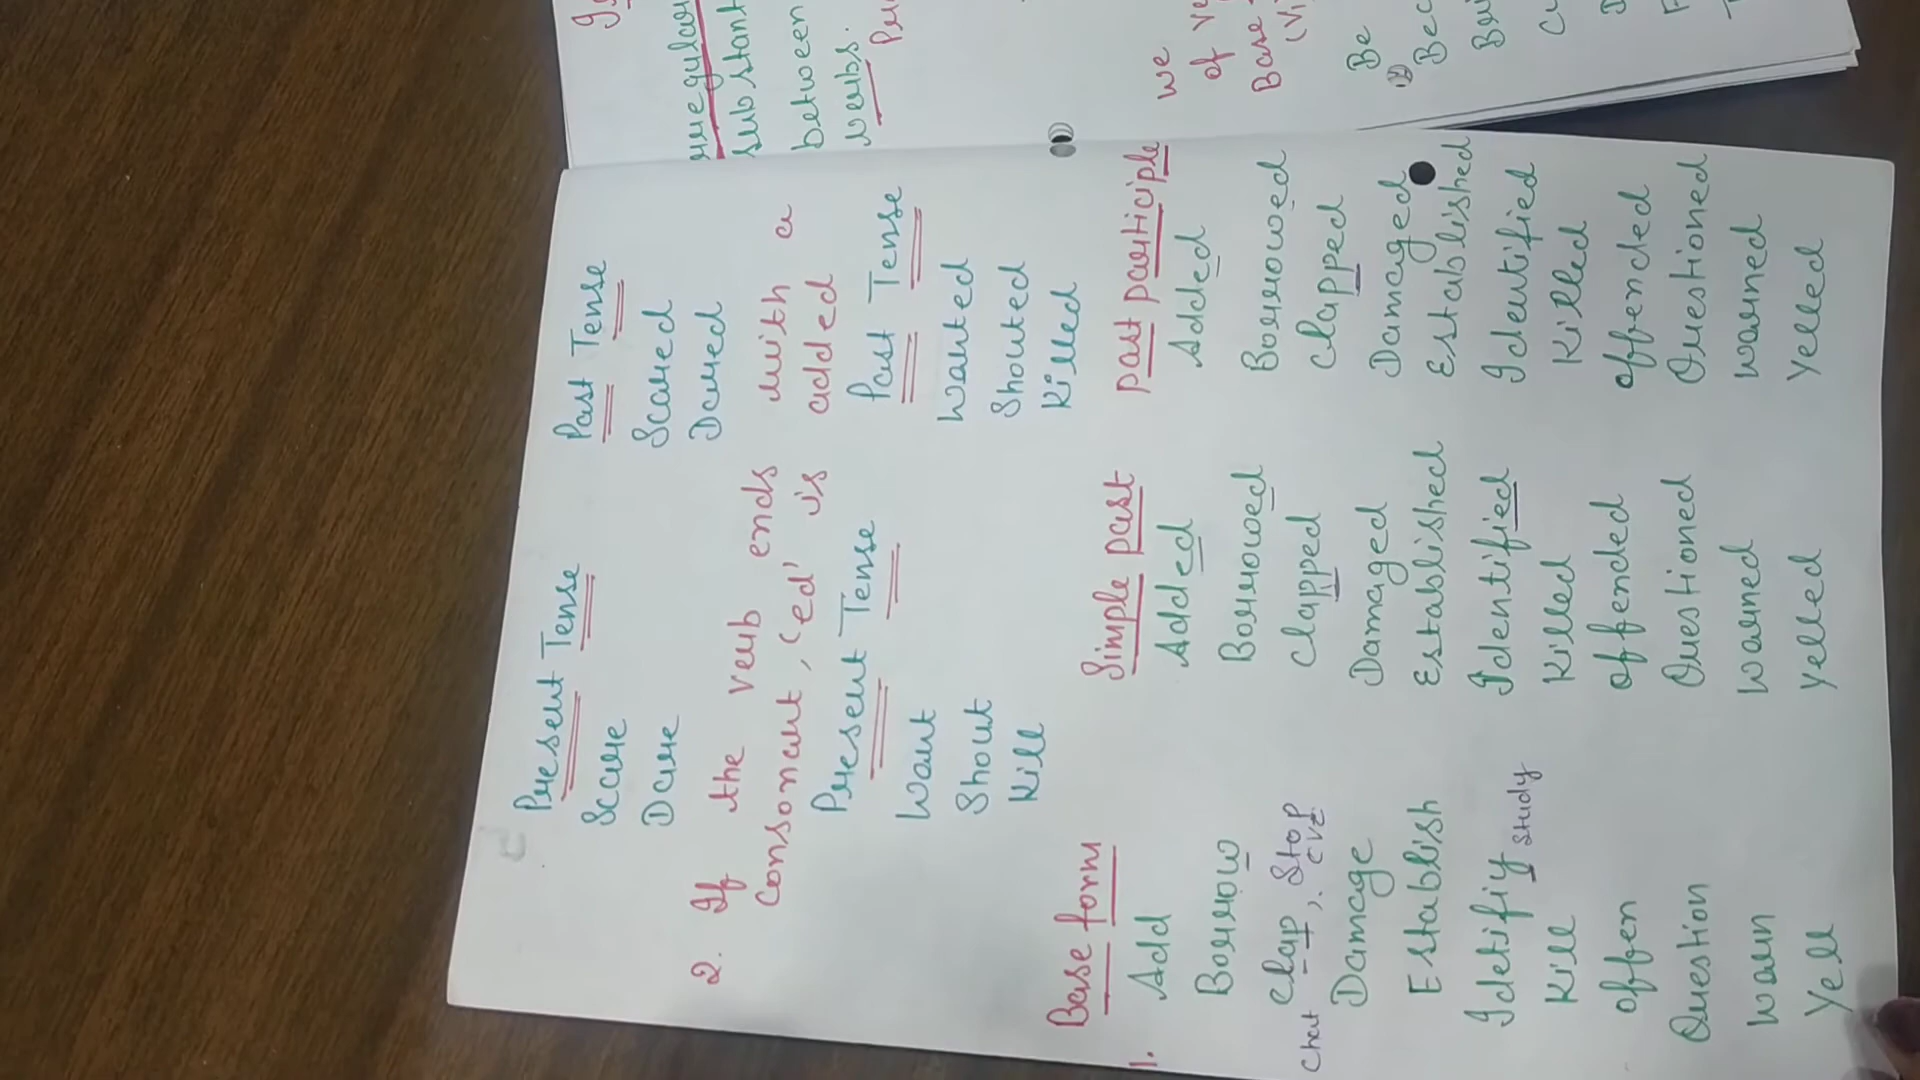 Present Tense Past Tense
Scare Scared
Dare Dared
2. If the verb ends with a
Consonant, 'ed' is added
Present Tense Past Tense
Want Wanted
Shout Shouted
Kill Killed
Base form Simple past past participle
1. Add Added Added
Borrow Borrowed Borrowed
Chat Clap, Stop Clapped Clapped
CVC
Damage Damaged Damaged
Establish Established Established
Idetifiy study Identified Identified
Kill Killed Killed
offen offended offended
Question Questioned Questioned
Warn Warned Warned
Yell Yelled Yelled
irregular
substant
between
verbs.
we
of ve
Base
(Vi
Be
Bec